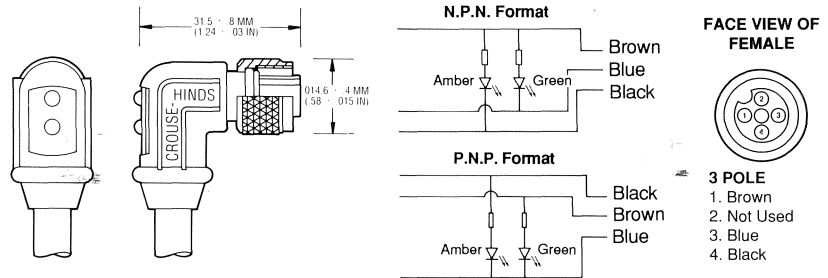 31.5 · .8 MM
(1.24 · .03 IN)
014.6 · .4 MM
(.58 · .015 IN)
CROUSE-HINDS
N.P.N. Format
Brown
Blue
Black
Amber
Green
P.N.P. Format
Black
Brown
Blue
Amber
Green
FACE VIEW OF
FEMALE
2
1
3
4
3 POLE
1. Brown
2. Not Used
3. Blue
4. Black